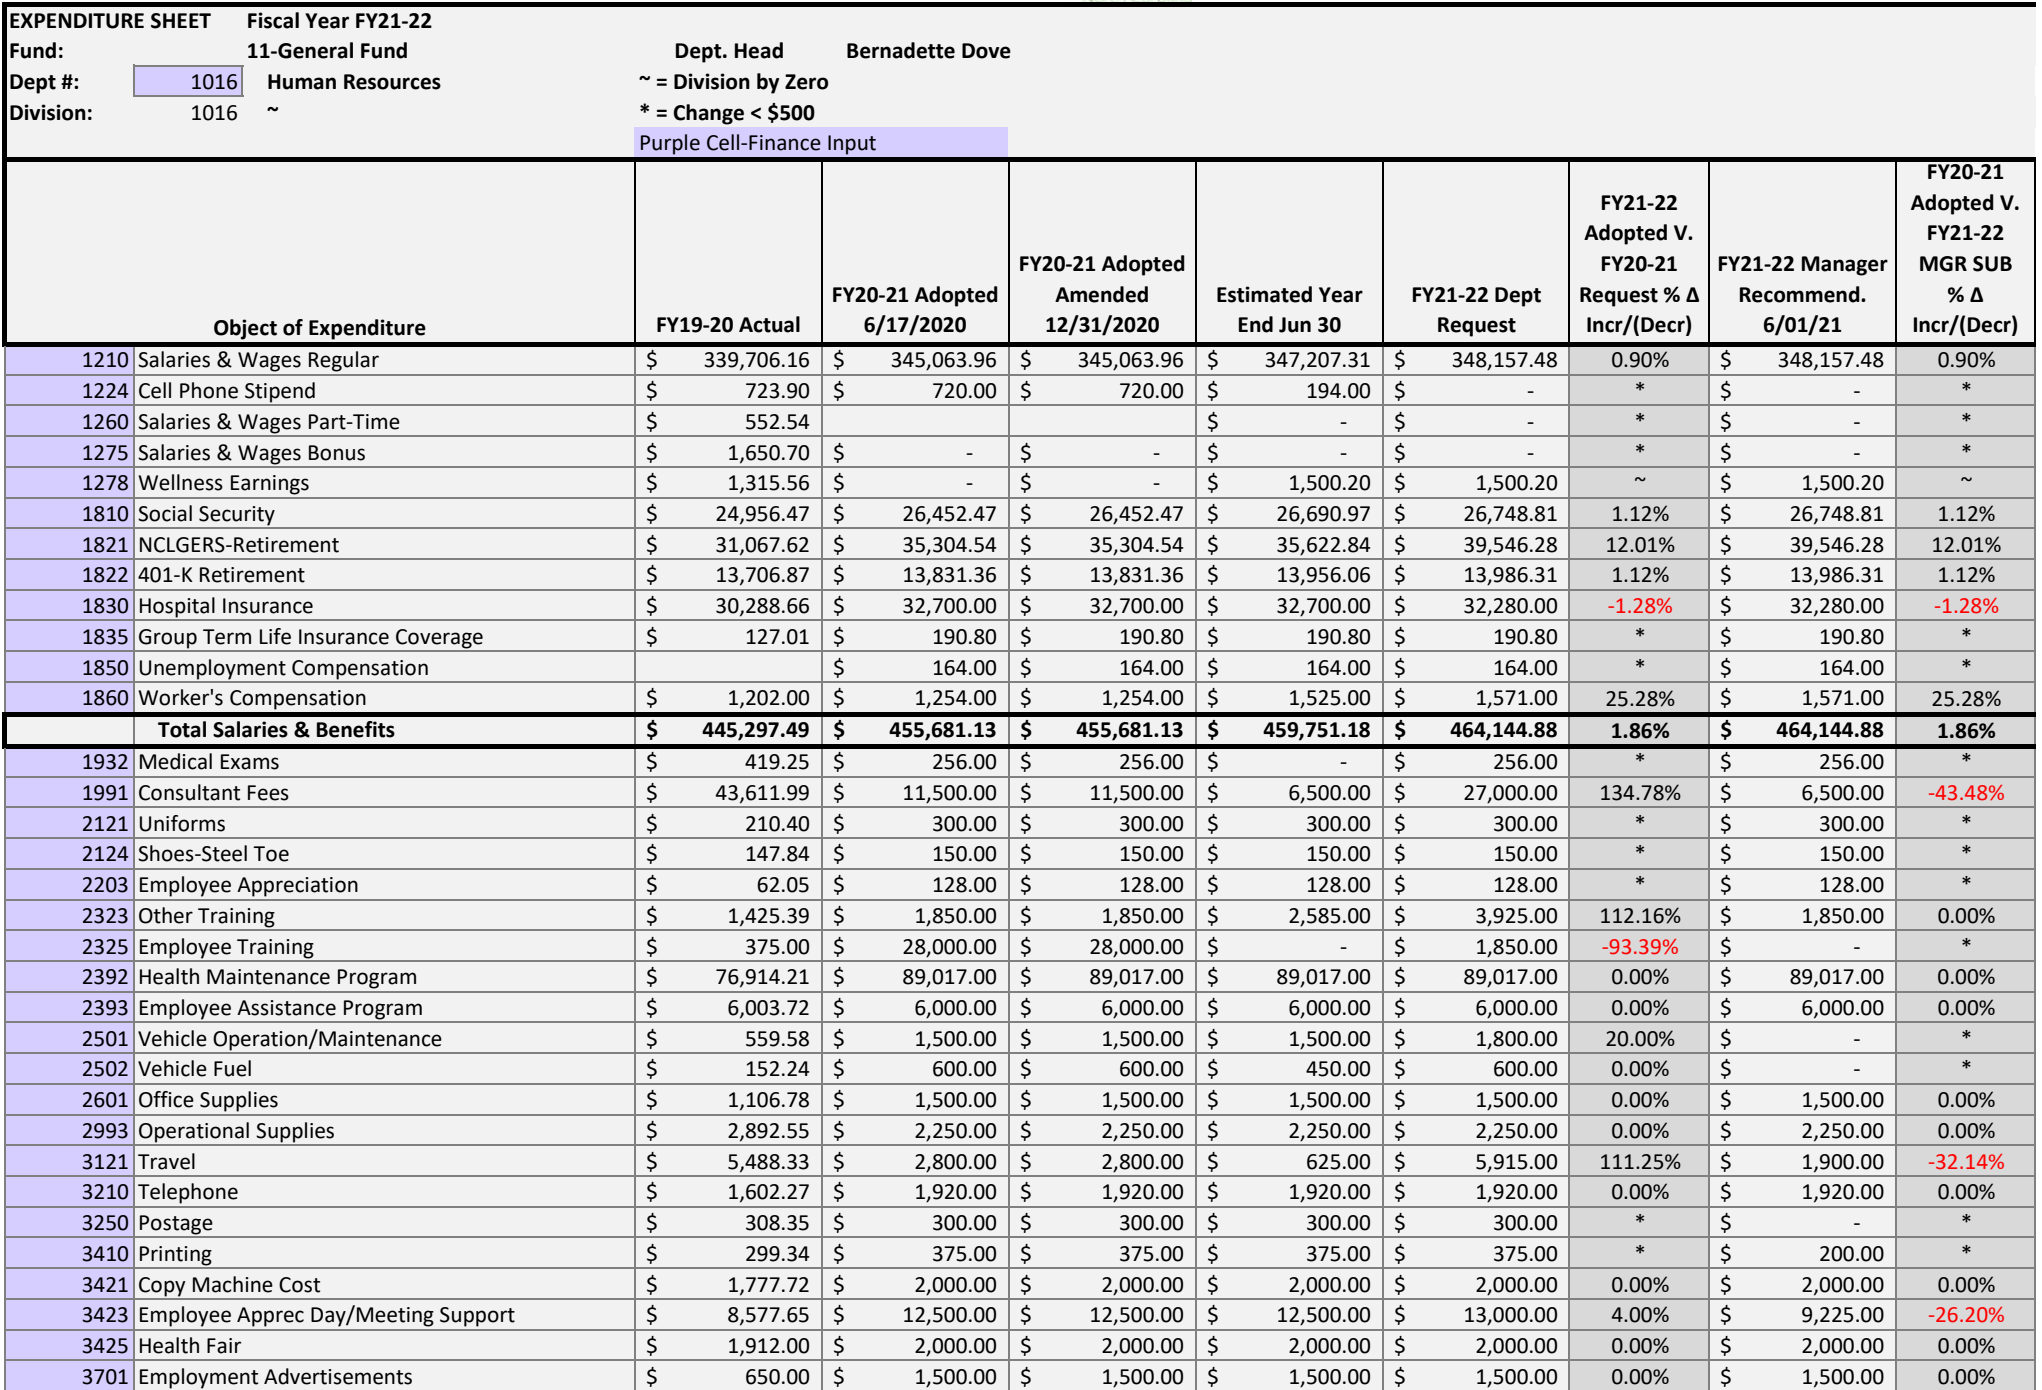 EXPENDITURE SHEET Fiscal Year FY21-22
Fund: 11-General Fund Dept. Head Bernadette Dove
Dept #: 1016 Human Resources ~ = Division by Zero
Division: 1016 ~ * = Change < $500
Purple Cell-Finance Input
Object of Expenditure FY19-20 Actual FY20-21 Adopted 6/17/2020 FY20-21 Adopted Amended 12/31/2020 Estimated Year End Jun 30 FY21-22 Dept Request FY21-22 Adopted V. FY20-21 Request % Δ Incr/(Decr) FY21-22 Manager Recommend. 6/01/21 FY20-21 Adopted V. FY21-22 MGR SUB % Δ Incr/(Decr)
1210 Salaries & Wages Regular $ 339,706.16 $ 345,063.96 $ 345,063.96 $ 347,207.31 $ 348,157.48 0.90% $ 348,157.48 0.90%
1224 Cell Phone Stipend $ 723.90 $ 720.00 $ 720.00 $ 194.00 $ - * $ - *
1260 Salaries & Wages Part-Time $ 552.54 $ - $ - * $ - *
1275 Salaries & Wages Bonus $ 1,650.70 $ - $ - $ - $ - * $ - *
1278 Wellness Earnings $ 1,315.56 $ - $ - $ 1,500.20 $ 1,500.20 ~ $ 1,500.20 ~
1810 Social Security $ 24,956.47 $ 26,452.47 $ 26,452.47 $ 26,690.97 $ 26,748.81 1.12% $ 26,748.81 1.12%
1821 NCLGERS-Retirement $ 31,067.62 $ 35,304.54 $ 35,304.54 $ 35,622.84 $ 39,546.28 12.01% $ 39,546.28 12.01%
1822 401-K Retirement $ 13,706.87 $ 13,831.36 $ 13,831.36 $ 13,956.06 $ 13,986.31 1.12% $ 13,986.31 1.12%
1830 Hospital Insurance $ 30,288.66 $ 32,700.00 $ 32,700.00 $ 32,700.00 $ 32,280.00 -1.28% $ 32,280.00 -1.28%
1835 Group Term Life Insurance Coverage $ 127.01 $ 190.80 $ 190.80 $ 190.80 $ 190.80 * $ 190.80 *
1850 Unemployment Compensation $ 164.00 $ 164.00 $ 164.00 $ 164.00 * $ 164.00 *
1860 Worker's Compensation $ 1,202.00 $ 1,254.00 $ 1,254.00 $ 1,525.00 $ 1,571.00 25.28% $ 1,571.00 25.28%
Total Salaries & Benefits $ 445,297.49 $ 455,681.13 $ 455,681.13 $ 459,751.18 $ 464,144.88 1.86% $ 464,144.88 1.86%
1932 Medical Exams $ 419.25 $ 256.00 $ 256.00 $ - $ 256.00 * $ 256.00 *
1991 Consultant Fees $ 43,611.99 $ 11,500.00 $ 11,500.00 $ 6,500.00 $ 27,000.00 134.78% $ 6,500.00 -43.48%
2121 Uniforms $ 210.40 $ 300.00 $ 300.00 $ 300.00 $ 300.00 * $ 300.00 *
2124 Shoes-Steel Toe $ 147.84 $ 150.00 $ 150.00 $ 150.00 $ 150.00 * $ 150.00 *
2203 Employee Appreciation $ 62.05 $ 128.00 $ 128.00 $ 128.00 $ 128.00 * $ 128.00 *
2323 Other Training $ 1,425.39 $ 1,850.00 $ 1,850.00 $ 2,585.00 $ 3,925.00 112.16% $ 1,850.00 0.00%
2325 Employee Training $ 375.00 $ 28,000.00 $ 28,000.00 $ - $ 1,850.00 -93.39% $ - *
2392 Health Maintenance Program $ 76,914.21 $ 89,017.00 $ 89,017.00 $ 89,017.00 $ 89,017.00 0.00% $ 89,017.00 0.00%
2393 Employee Assistance Program $ 6,003.72 $ 6,000.00 $ 6,000.00 $ 6,000.00 $ 6,000.00 0.00% $ 6,000.00 0.00%
2501 Vehicle Operation/Maintenance $ 559.58 $ 1,500.00 $ 1,500.00 $ 1,500.00 $ 1,800.00 20.00% $ - *
2502 Vehicle Fuel $ 152.24 $ 600.00 $ 600.00 $ 450.00 $ 600.00 0.00% $ - *
2601 Office Supplies $ 1,106.78 $ 1,500.00 $ 1,500.00 $ 1,500.00 $ 1,500.00 0.00% $ 1,500.00 0.00%
2993 Operational Supplies $ 2,892.55 $ 2,250.00 $ 2,250.00 $ 2,250.00 $ 2,250.00 0.00% $ 2,250.00 0.00%
3121 Travel $ 5,488.33 $ 2,800.00 $ 2,800.00 $ 625.00 $ 5,915.00 111.25% $ 1,900.00 -32.14%
3210 Telephone $ 1,602.27 $ 1,920.00 $ 1,920.00 $ 1,920.00 $ 1,920.00 0.00% $ 1,920.00 0.00%
3250 Postage $ 308.35 $ 300.00 $ 300.00 $ 300.00 $ 300.00 * $ - *
3410 Printing $ 299.34 $ 375.00 $ 375.00 $ 375.00 $ 375.00 * $ 200.00 *
3421 Copy Machine Cost $ 1,777.72 $ 2,000.00 $ 2,000.00 $ 2,000.00 $ 2,000.00 0.00% $ 2,000.00 0.00%
3423 Employee Apprec Day/Meeting Support $ 8,577.65 $ 12,500.00 $ 12,500.00 $ 12,500.00 $ 13,000.00 4.00% $ 9,225.00 -26.20%
3425 Health Fair $ 1,912.00 $ 2,000.00 $ 2,000.00 $ 2,000.00 $ 2,000.00 0.00% $ 2,000.00 0.00%
3701 Employment Advertisements $ 650.00 $ 1,500.00 $ 1,500.00 $ 1,500.00 $ 1,500.00 0.00% $ 1,500.00 0.00%